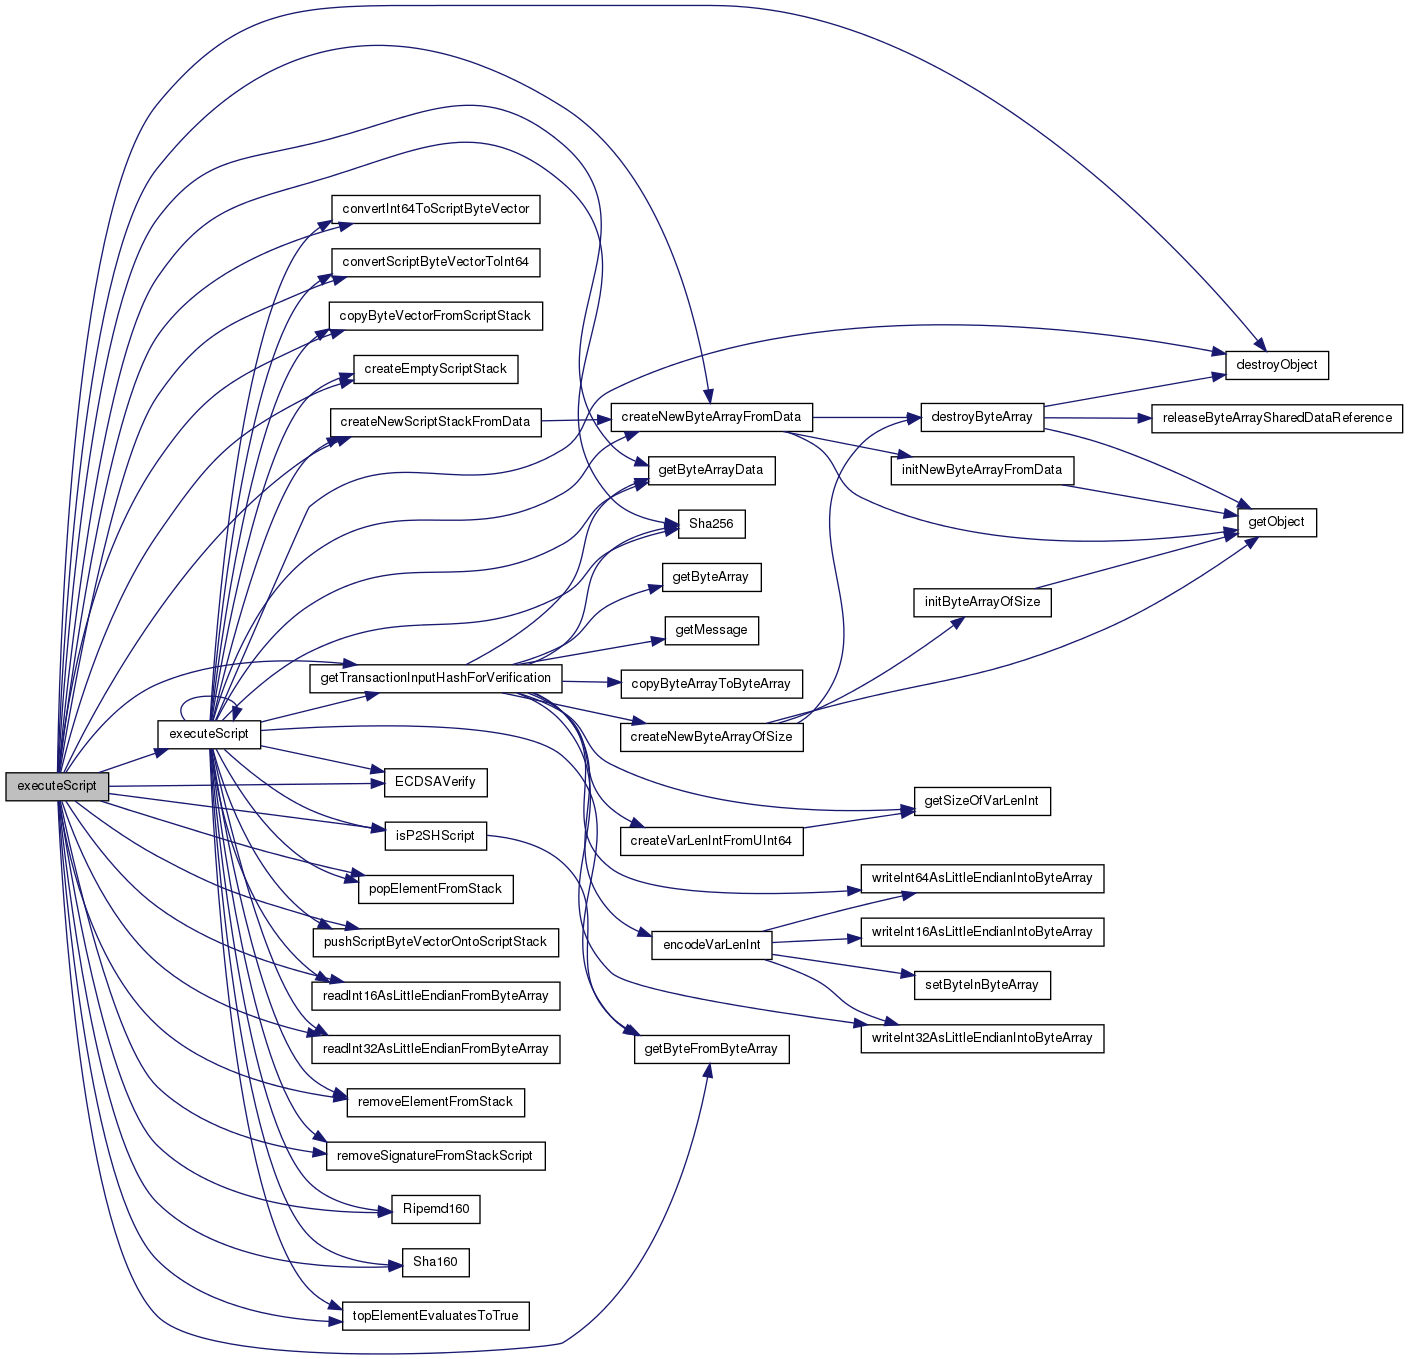 convertInt64ToScriptByteVector
convertScriptByteVectorToInt64
copyByteVectorFromScriptStack
createEmptyScriptStack
destroyObject
createNewScriptStackFromData
createNewByteArrayFromData
destroyByteArray
releaseByteArraySharedDataReference
getByteArrayData
initNewByteArrayFromData
Sha256
getObject
getByteArray
initByteArrayOfSize
getMessage
getTransactionInputHashForVerification
copyByteArrayToByteArray
executeScript
createNewByteArrayOfSize
executeScript
ECDSAVerify
getSizeOfVarLenInt
isP2SHScript
createVarLenIntFromUInt64
popElementFromStack
writeInt64AsLittleEndianIntoByteArray
pushScriptByteVectorOntoScriptStack
encodeVarLenInt
writeInt16AsLittleEndianIntoByteArray
readInt16AsLittleEndianFromByteArray
setByteInByteArray
readInt32AsLittleEndianFromByteArray
getByteFromByteArray
writeInt32AsLittleEndianIntoByteArray
removeElementFromStack
removeSignatureFromStackScript
Ripemd160
Sha160
topElementEvaluatesToTrue